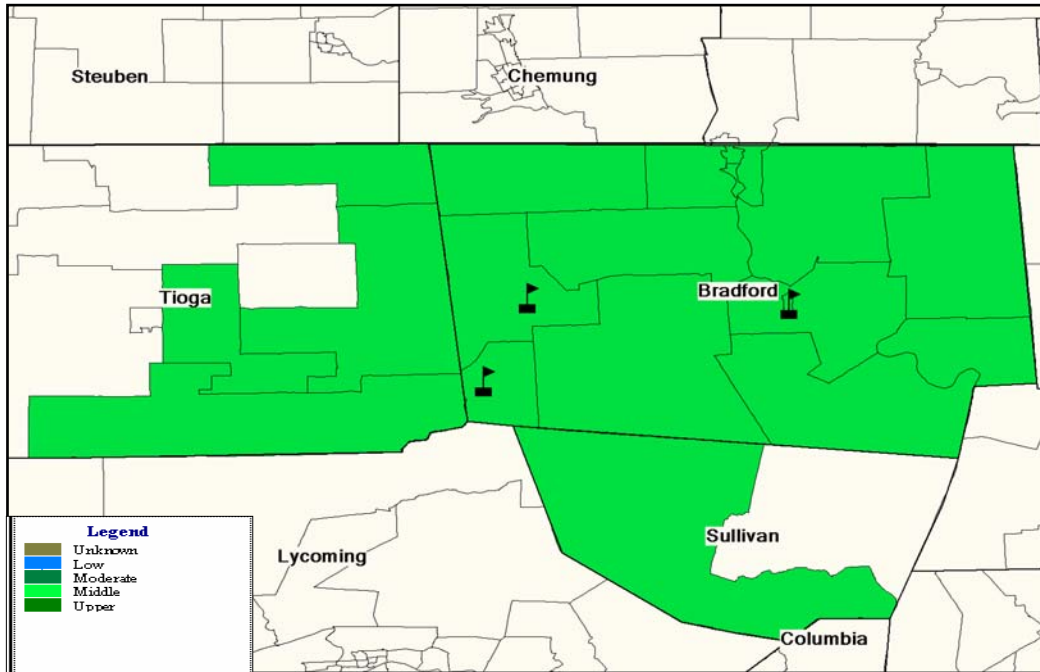 Steuben
Chemung
Tioga
Bradford
Sullivan
Lycoming
Columbia
Legend
Unknown
Low
Moderate
Middle
Upper